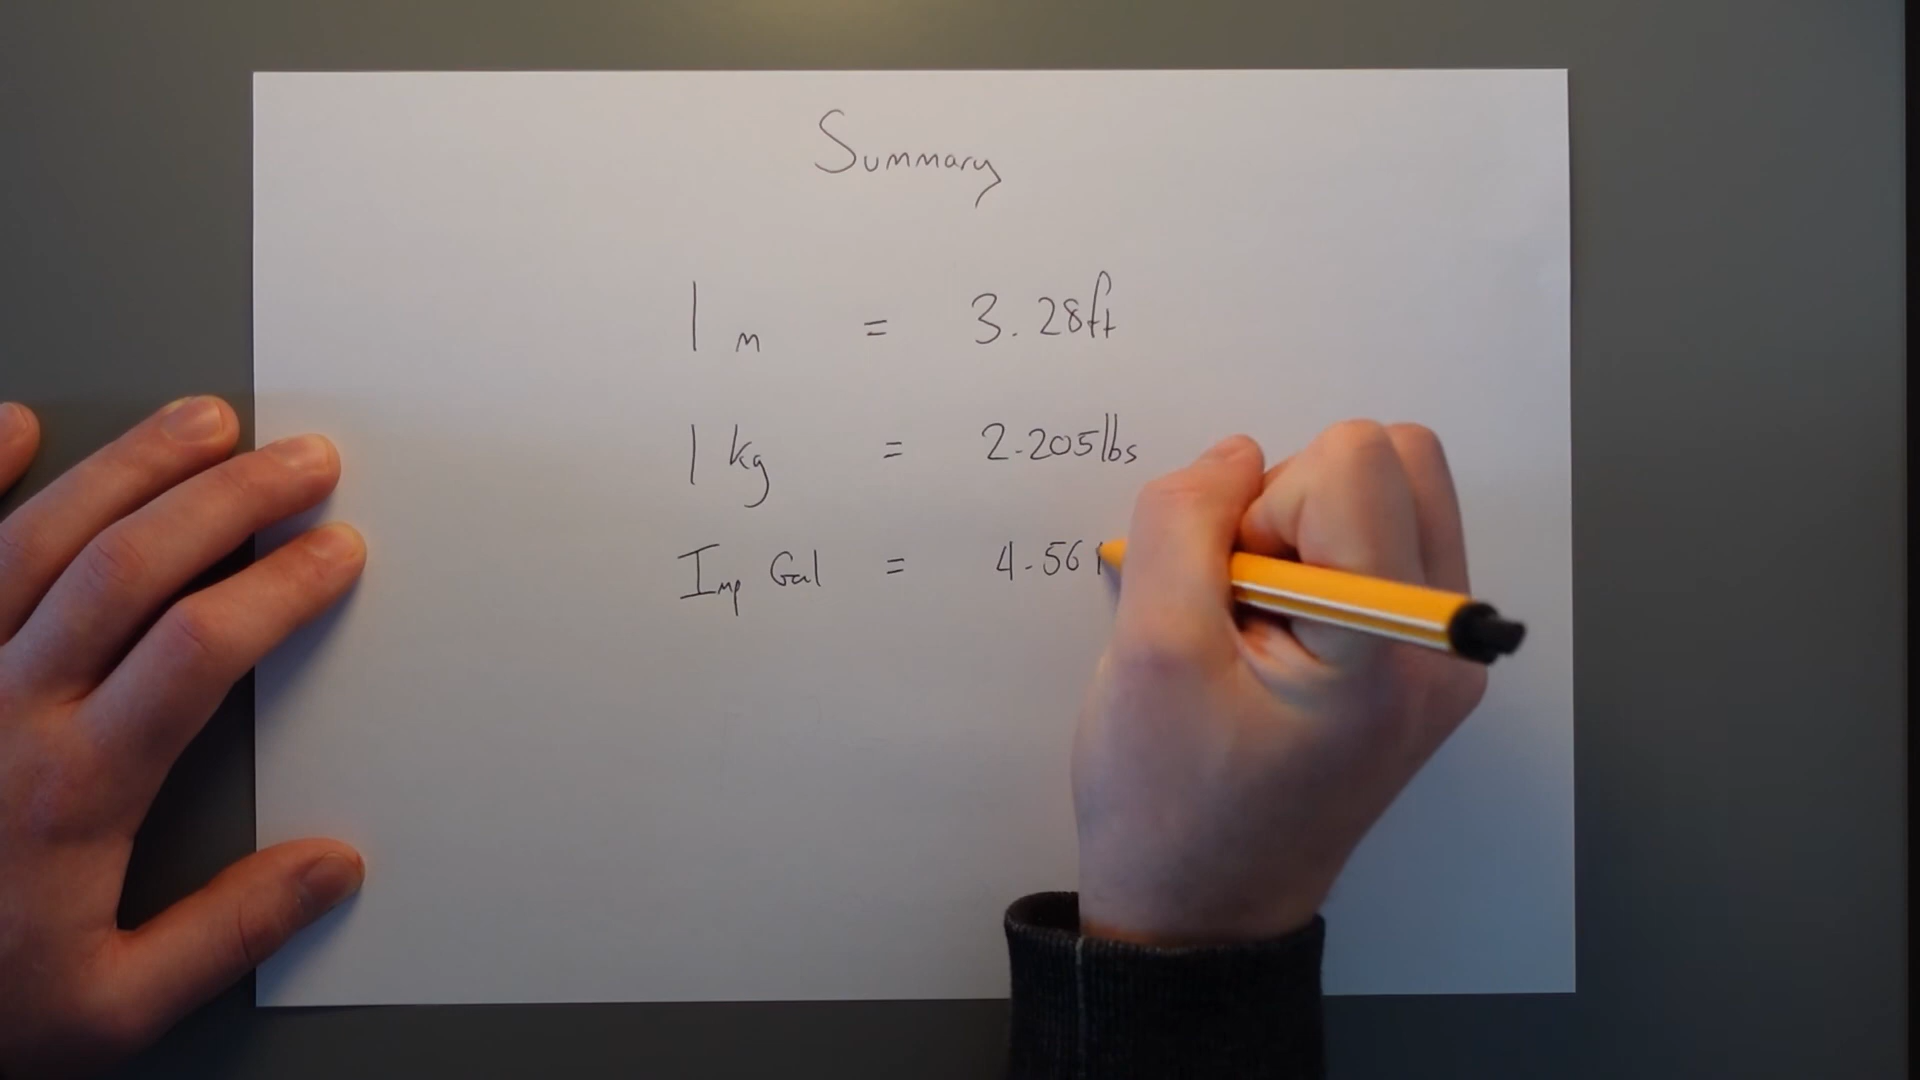 Summary
1 m = 3.28ft
1 kg = 2.205lbs
Imp Gal = 4.56